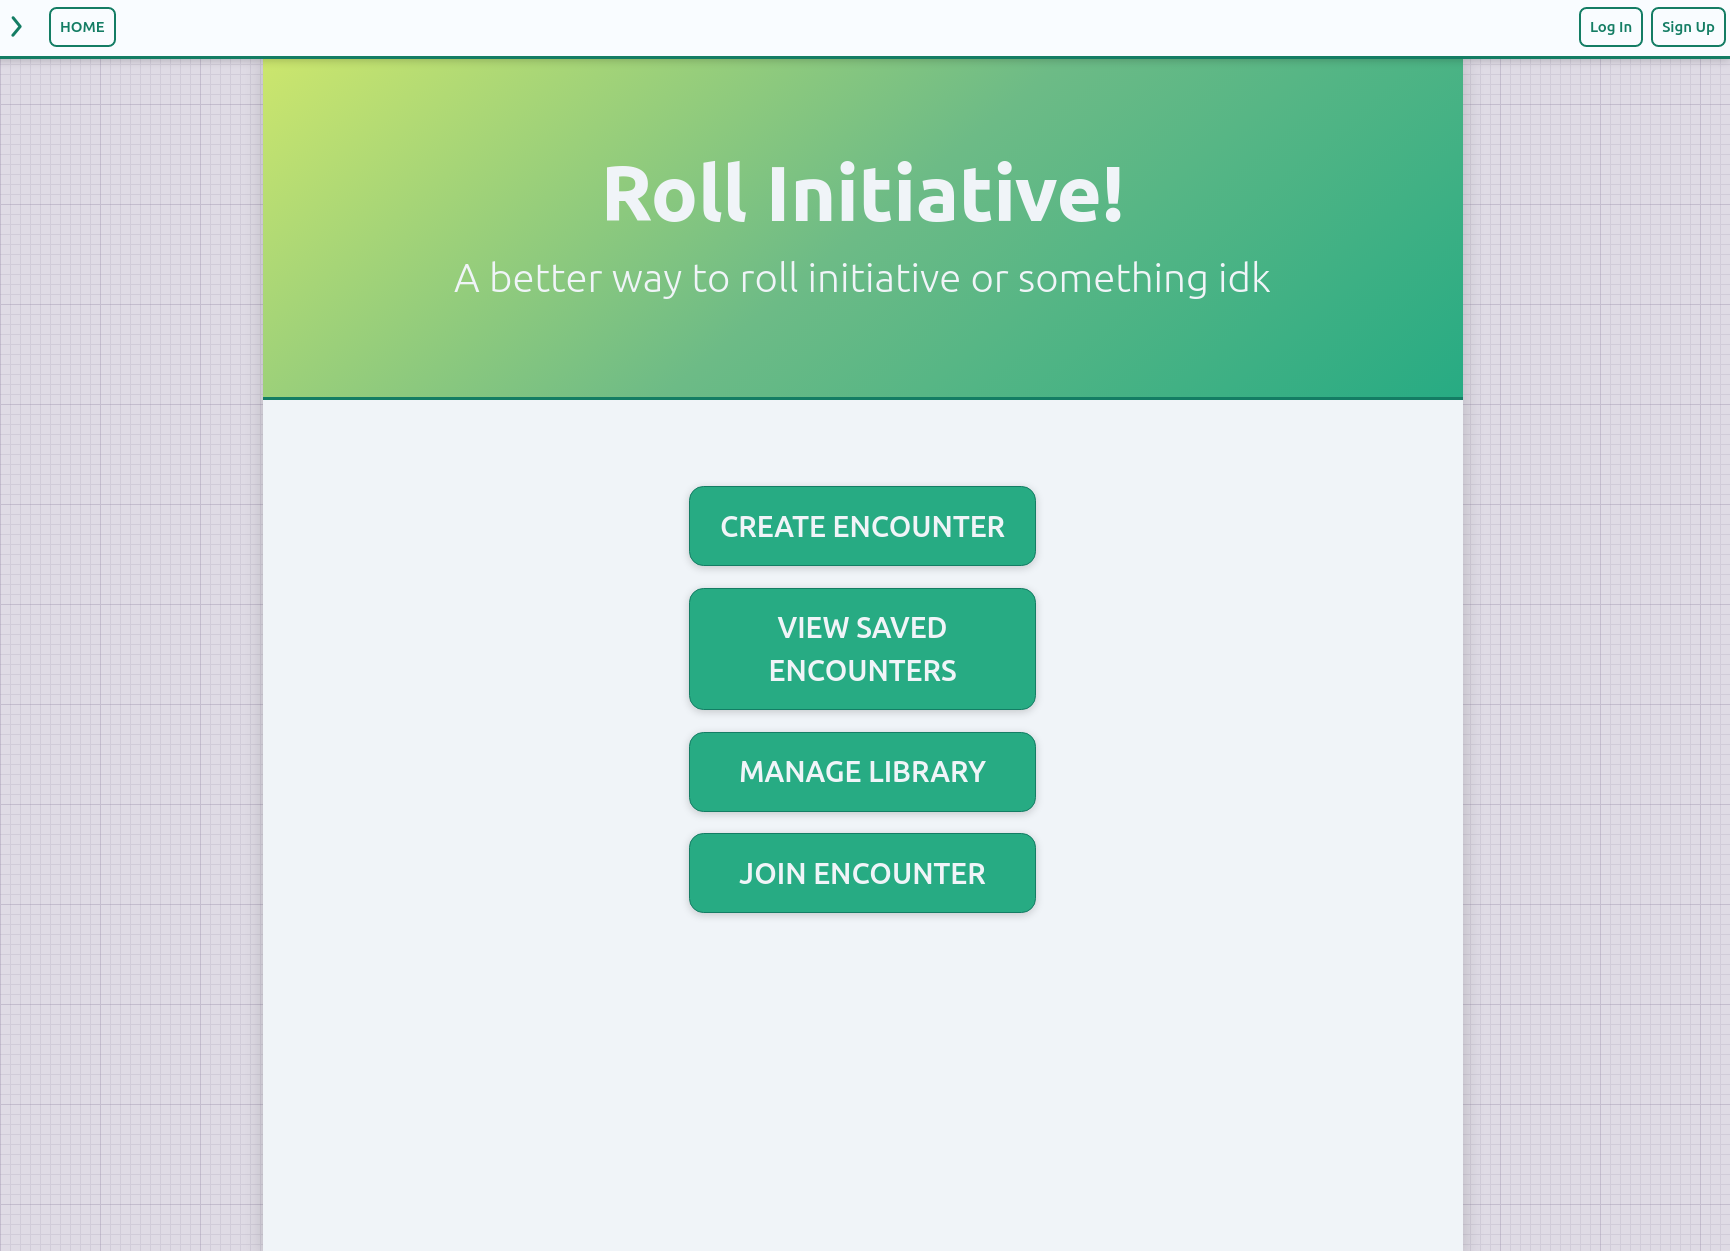 HOME
Log In
Sign Up
Roll Initiative!
A better way to roll initiative or something idk
CREATE ENCOUNTER
VIEW SAVED
ENCOUNTERS
MANAGE LIBRARY
JOIN ENCOUNTER